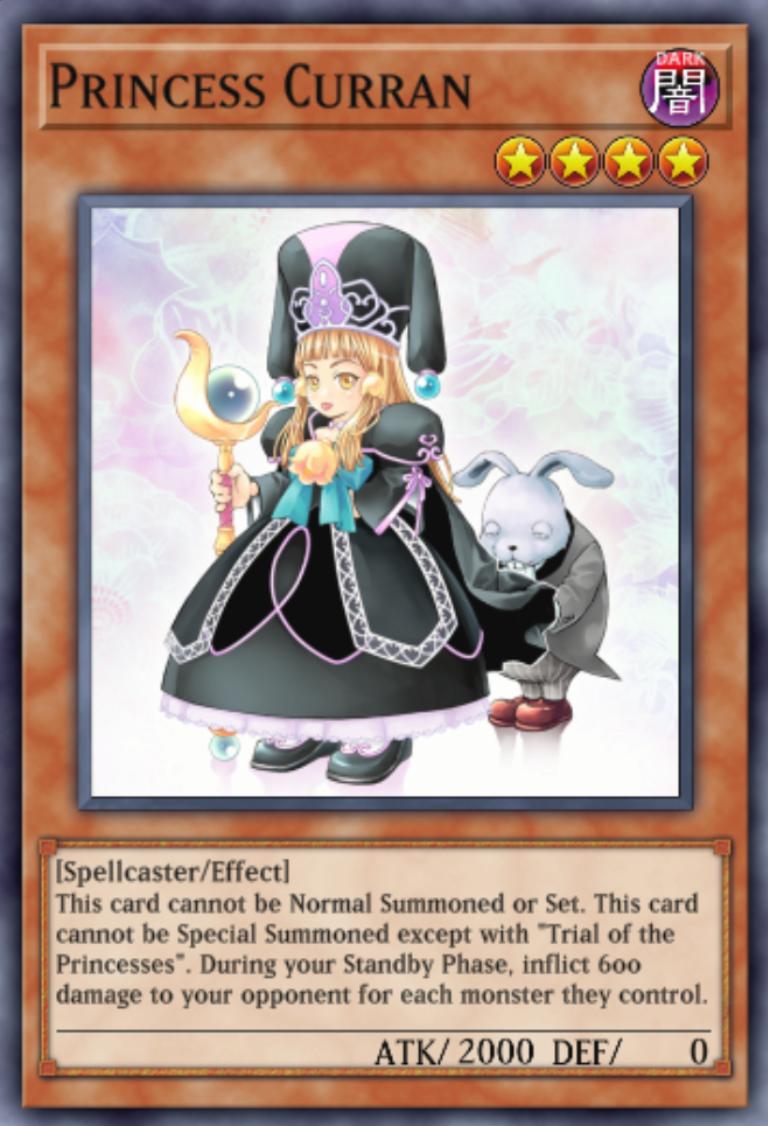 PRINCESS CURRAN
DARK
闇
[Spellcaster/Effect]
This card cannot be Normal Summoned or Set. This card
cannot be Special Summoned except with "Trial of the
Princesses". During your Standby Phase, inflict 600
damage to your opponent for each monster they control.
ATK/ 2000 DEF/ 0